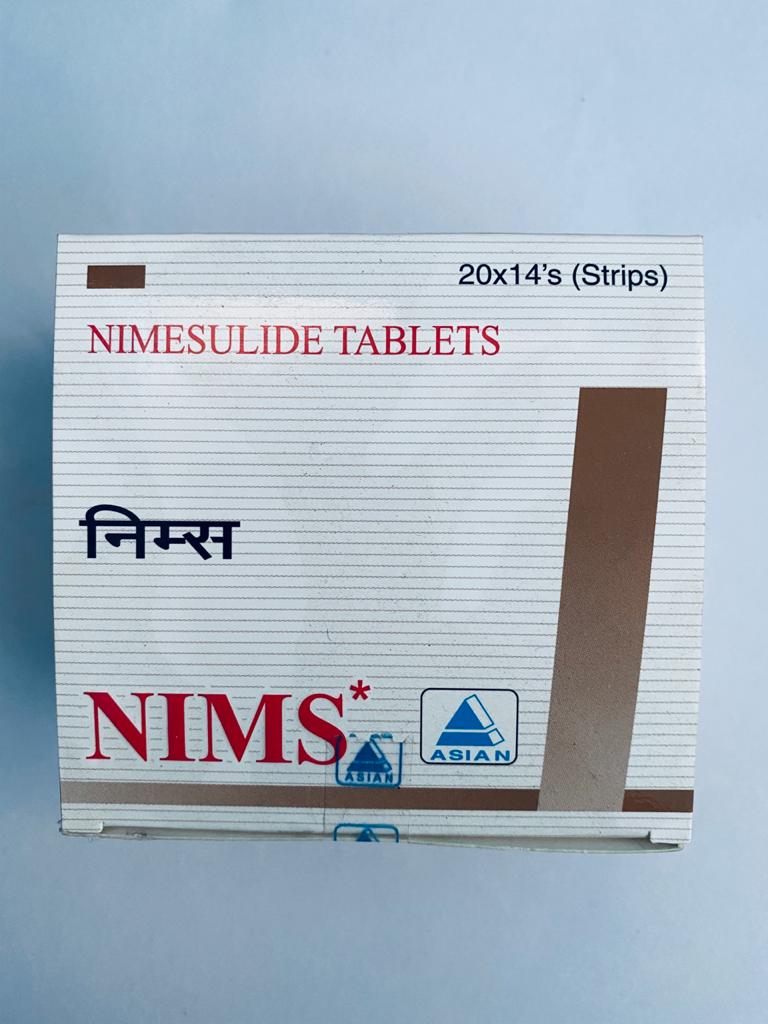 20x14's (Strips)
NIMESULIDE TABLETS
निम्स
NIMS*
ASIAN
ASIAN